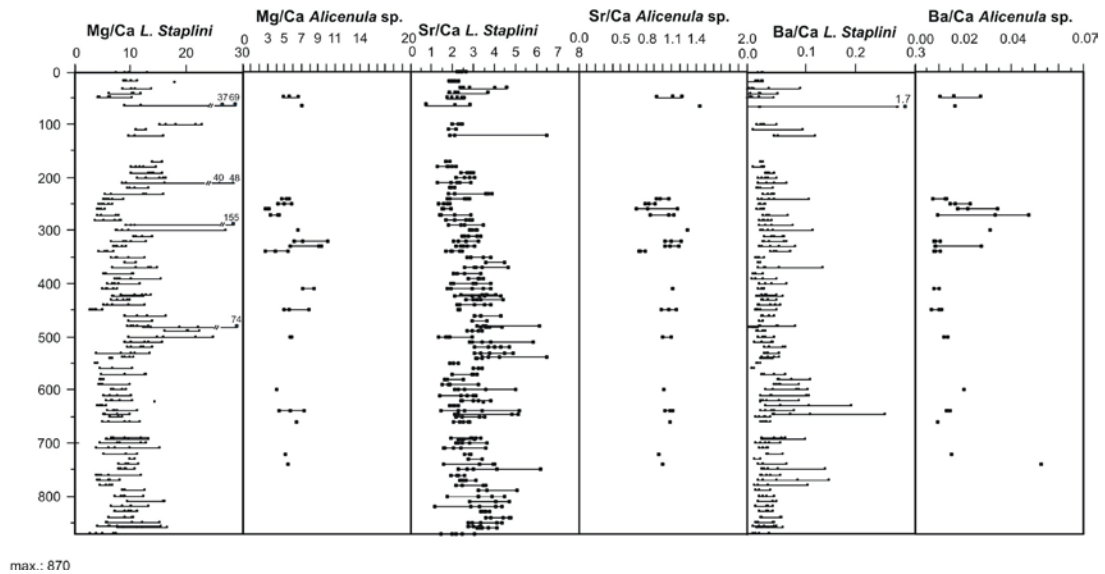 Mg/Ca L. Staplini
Mg/Ca Alicenula sp.
Sr/Ca L. Staplini
Sr/Ca Alicenula sp.
Ba/Ca L. Staplini
Ba/Ca Alicenula sp.
0 10 20 30
3 5 7 9 11 14 20
0 1 2 3 4 5 6 7 8
0.0 0.5 0.8 1.1 1.4 2.0
0.0 0.1 0.2 0.3
0.00 0.02 0.04 0.07
0
37 69
1.7
100
200
40 48
155
300
400
74
500
600
700
800
max.: 870